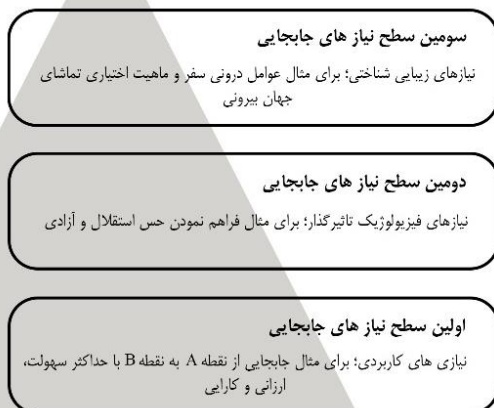 سومین سطح نیاز های جابجایی
نیازهای زیبایی شناختی؛ برای مثال عوامل درونی سفر و ماهیت اختیاری تماشای
جهان بیرونی
دومین سطح نیاز های جابجایی
نیازهای فیزیولوژیک تاثیرگذار؛ برای مثال فراهم نمودن حس استقلال و آزادی
اولین سطح نیاز های جابجایی
نیازی های کاربردی؛ برای مثال جابجایی از نقطه A به نقطه B با حداکثر سهولت،
ارزانی و کارایی